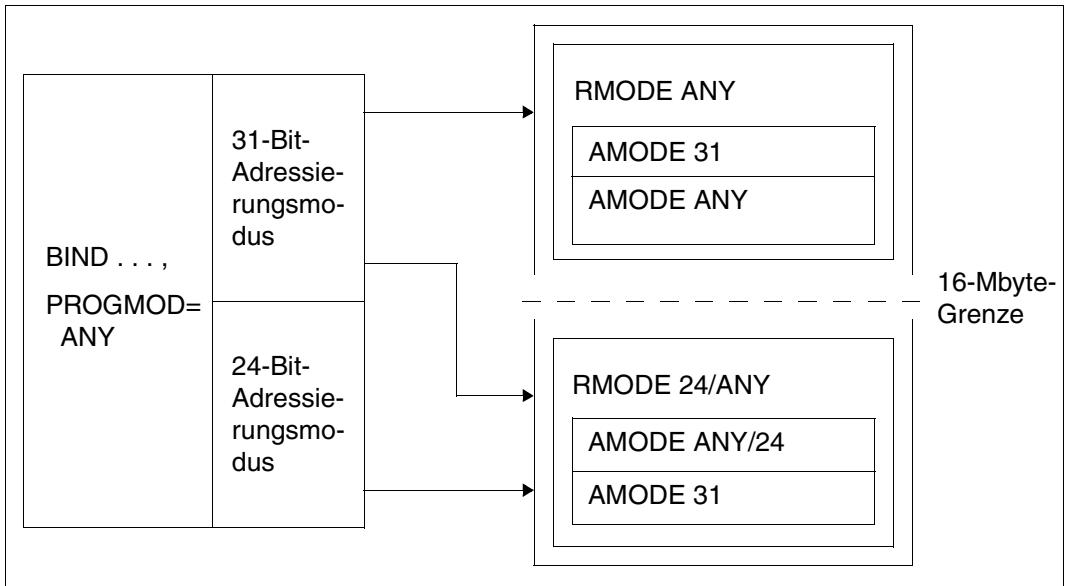 BIND . . . ,
PROGMOD=
ANY
31-Bit-
Adressie-
rungsmo-
dus
24-Bit-
Adressie-
rungsmo-
dus
RMODE ANY
AMODE 31
AMODE ANY
16-Mbyte-
Grenze
RMODE 24/ANY
AMODE ANY/24
AMODE 31